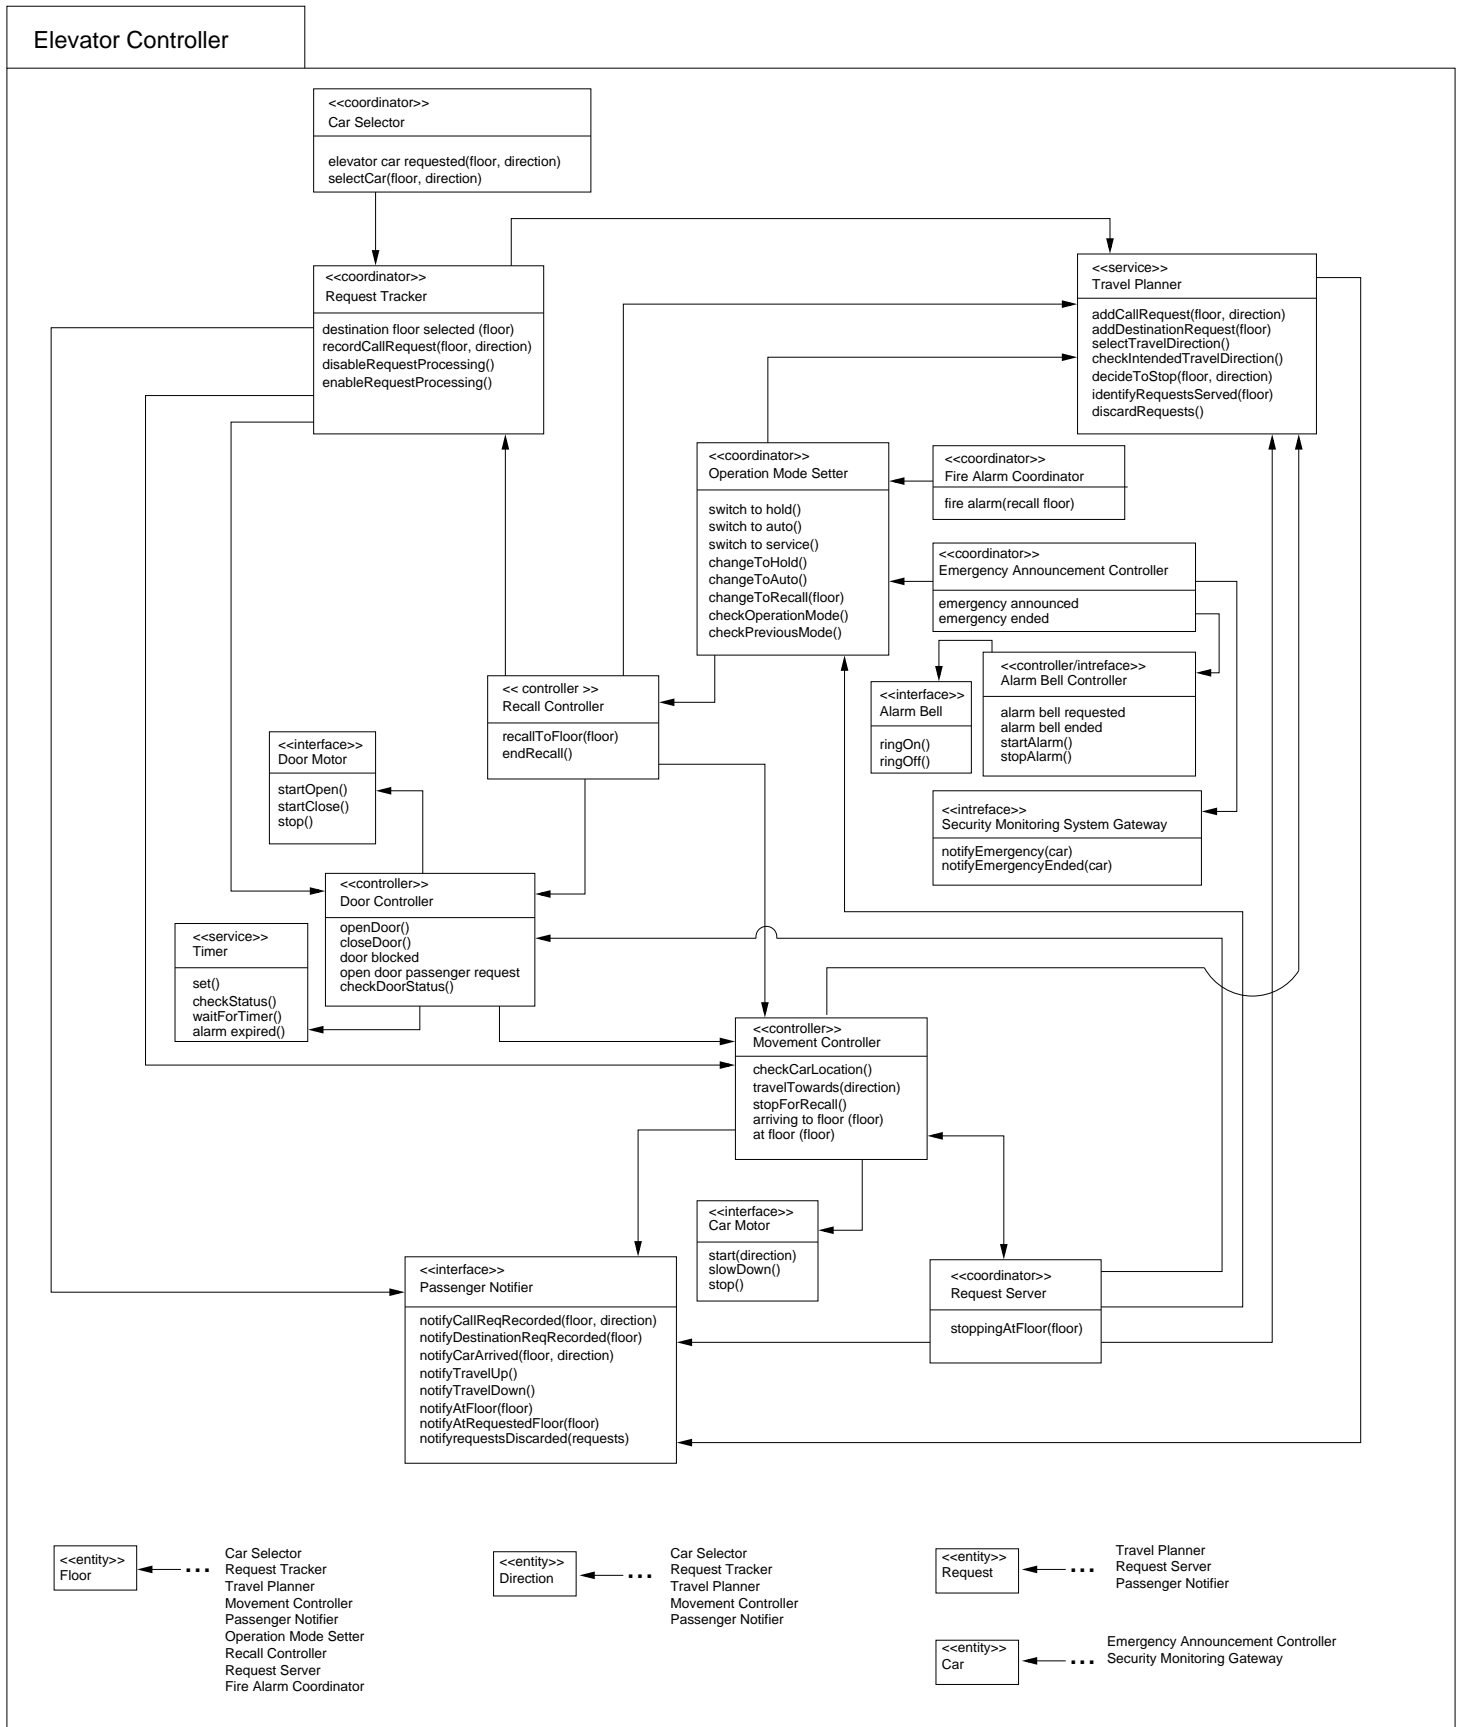 Elevator Controller
<<coordinator>>
Car Selector
elevator car requested(floor, direction)
selectCar(floor, direction)
<<coordinator>>
Request Tracker
destination floor selected (floor)
recordCallRequest(floor, direction)
disableRequestProcessing()
enableRequestProcessing()
<<service>>
Travel Planner
addCallRequest(floor, direction)
addDestinationRequest(floor)
selectTravelDirection()
checkIntendedTravelDirection()
decideToStop(floor, direction)
identifyRequestsServed(floor)
discardRequests()
<<coordinator>>
Operation Mode Setter
switch to hold()
switch to auto()
switch to service()
changeToHold()
changeToAuto()
changeToRecall(floor)
checkOperationMode()
checkPreviousMode()
<<coordinator>>
Fire Alarm Coordinator
fire alarm(recall floor)
<<coordinator>>
Emergency Announcement Controller
emergency announced
emergency ended
<<controller/intreface>>
Alarm Bell Controller
alarm bell requested
alarm bell ended
startAlarm()
stopAlarm()
<<interface>>
Alarm Bell
ringOn()
ringOff()
<< controller >>
Recall Controller
recallToFloor(floor)
endRecall()
<<interface>>
Door Motor
startOpen()
startClose()
stop()
<<intreface>>
Security Monitoring System Gateway
notifyEmergency(car)
notifyEmergencyEnded(car)
<<controller>>
Door Controller
openDoor()
closeDoor()
door blocked
open door passenger request
checkDoorStatus()
<<service>>
Timer
set()
checkStatus()
waitForTimer()
alarm expired()
<<controller>>
Movement Controller
checkCarLocation()
travelTowards(direction)
stopForRecall()
arriving to floor (floor)
at floor (floor)
<<interface>>
Car Motor
start(direction)
slowDown()
stop()
<<interface>>
Passenger Notifier
notifyCallReqRecorded(floor, direction)
notifyDestinationReqRecorded(floor)
notifyCarArrived(floor, direction)
notifyTravelUp()
notifyTravelDown()
notifyAtFloor(floor)
notifyAtRequestedFloor(floor)
notifyrequestsDiscarded(requests)
<<coordinator>>
Request Server
stoppingAtFloor(floor)
<<entity>>
Floor
...
Car Selector
Request Tracker
Travel Planner
Movement Controller
Passenger Notifier
Operation Mode Setter
Recall Controller
Request Server
Fire Alarm Coordinator
<<entity>>
Direction
...
Car Selector
Request Tracker
Travel Planner
Movement Controller
Passenger Notifier
<<entity>>
Request
...
Travel Planner
Request Server
Passenger Notifier
<<entity>>
Car
...
Emergency Announcement Controller
Security Monitoring Gateway